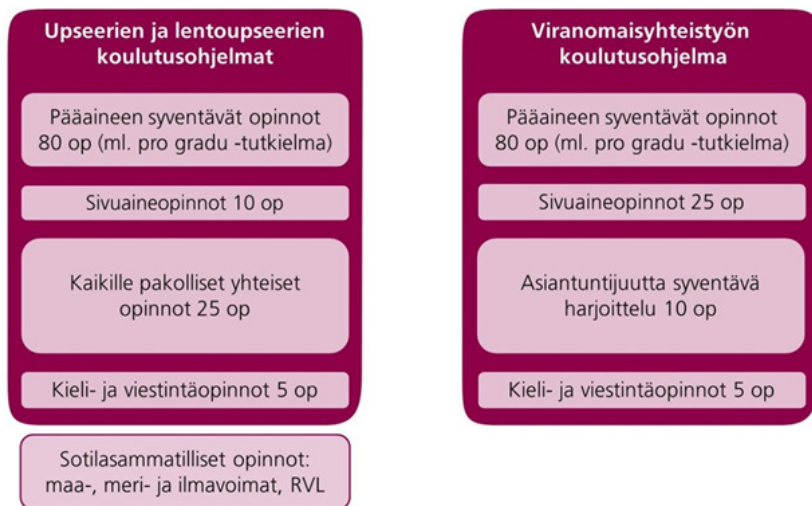 Upseerien ja lentoupseerien
koulutusohjelmat
Pääaineen syventävät opinnot
80 op (ml. pro gradu -tutkielma)
Sivuaineopinnot 10 op
Kaikille pakolliset yhteiset
opinnot 25 op
Kieli- ja viestintäopinnot 5 op
Sotilasammatilliset opinnot:
maa-, meri- ja ilmavoimat, RVL
Viranomaisyhteistyön
koulutusohjelma
Pääaineen syventävät opinnot
80 op (ml. pro gradu -tutkielma)
Sivuaineopinnot 25 op
Asiantuntijuutta syventävä
harjoittelu 10 op
Kieli- ja viestintäopinnot 5 op